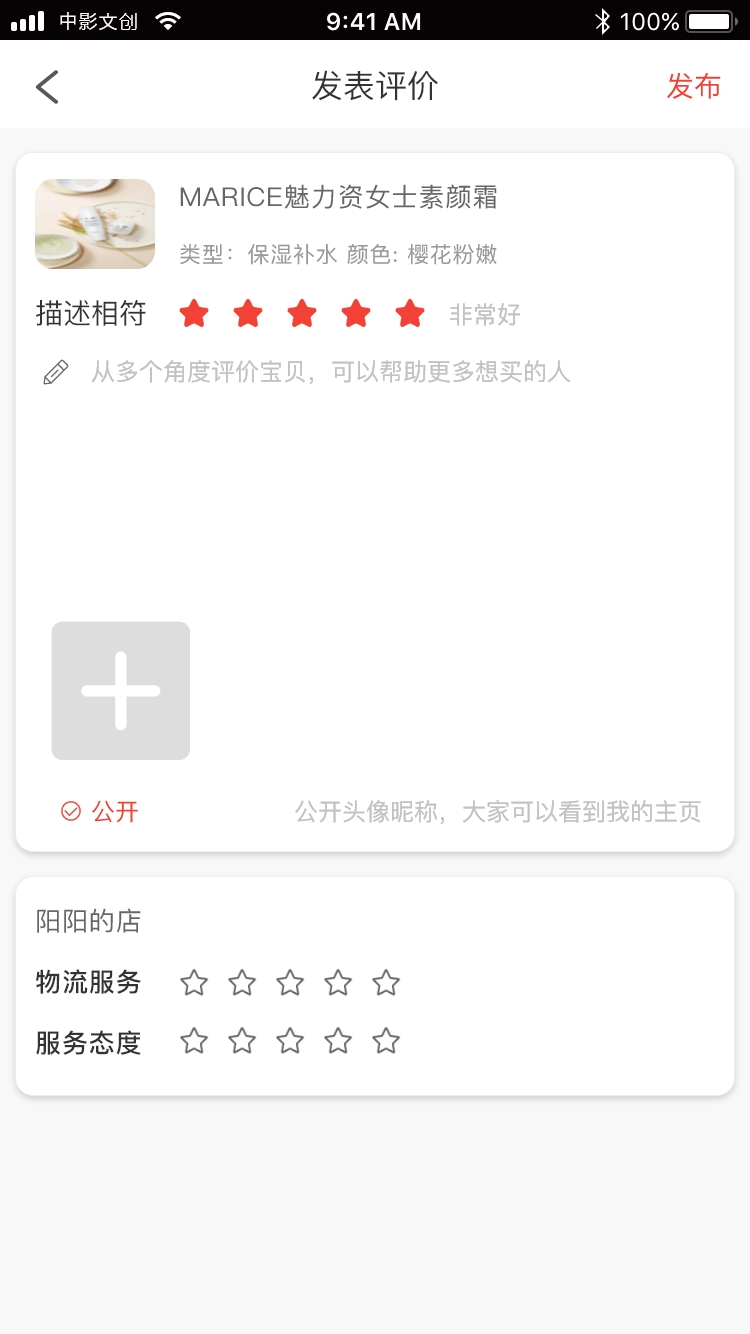 中影文创 9:41 AM 100%
发表评价 发布
MARICE魅力资女士素颜霜
类型：保湿补水 颜色: 樱花粉嫩
描述相符 非常好
从多个角度评价宝贝，可以帮助更多想买的人
公开 公开头像昵称，大家可以看到我的主页
阳阳的店
物流服务
服务态度